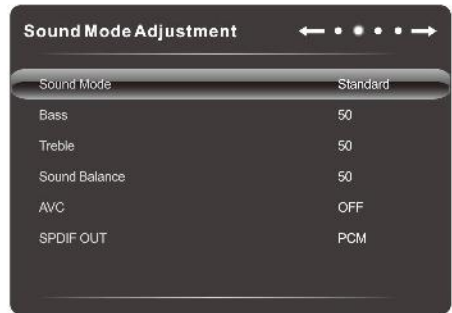 Sound Mode Adjustment
Sound Mode Standard
Bass 50
Treble 50
Sound Balance 50
AVC OFF
SPDIF OUT PCM